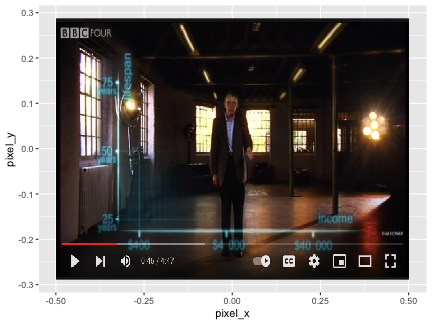 0.3
0.2
0.1
0.0
-0.1
-0.2
-0.3
pixel_y
BBC FOUR
lifespan
75
years
50
years
25
years
income
$400
$4 000
$40 000
0:46 / 4:47
CC
-0.50
-0.25
0.00
0.25
0.50
pixel_x